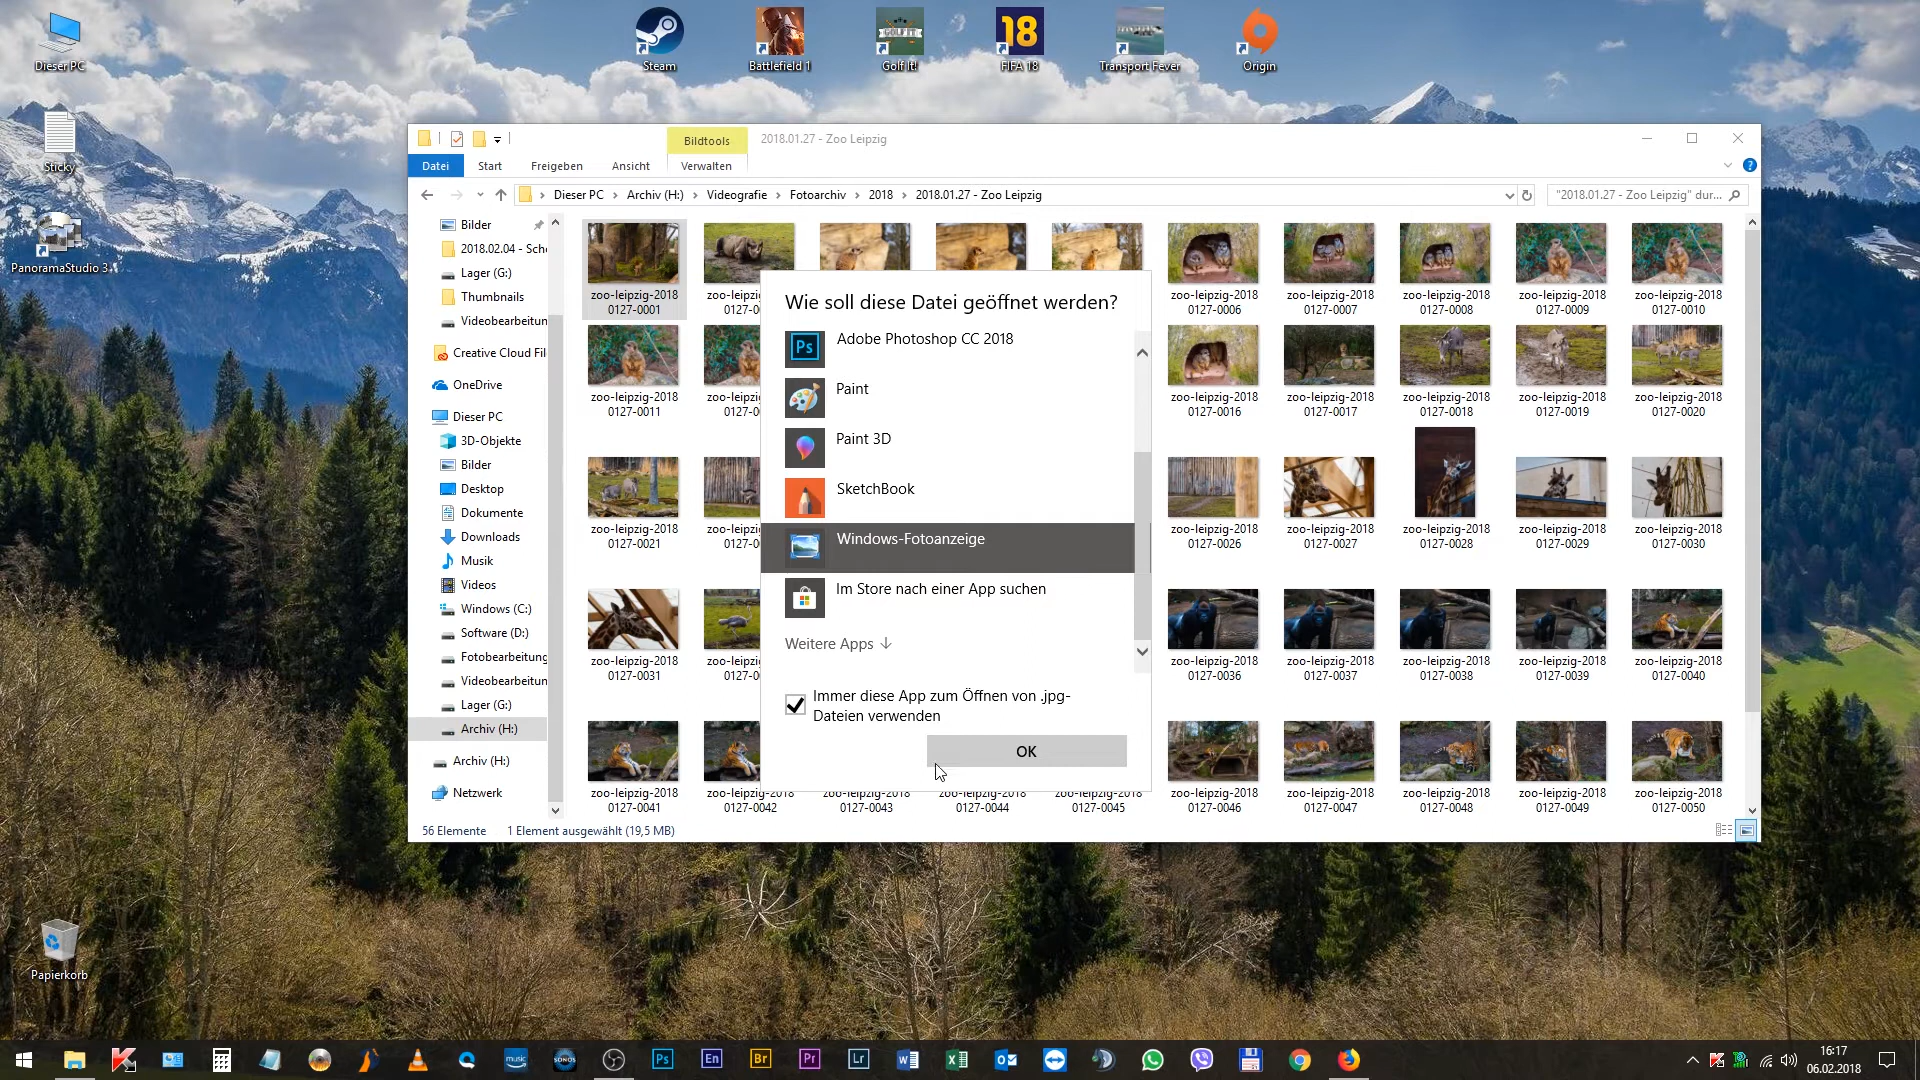 Dieser PC
Steam
Battlefield 1
Golf It!
FIFA 18
Transport Fever
Origin
Sticky
PanoramaStudio 3
Papierkorb
Bildtools
2018.01.27 - Zoo Leipzig
Datei
Start
Freigeben
Ansicht
Verwalten
Dieser PC > Archiv (H:) > Videografie > Fotoarchiv > 2018 > 2018.01.27 - Zoo Leipzig
"2018.01.27 - Zoo Leipzig" dur...
Bilder
2018.02.04 - Sch
Lager (G:)
Thumbnails
Videobearbeitun
Creative Cloud Fil
OneDrive
Dieser PC
3D-Objekte
Bilder
Desktop
Dokumente
Downloads
Musik
Videos
Windows (C:)
Software (D:)
Fotobearbeitung
Videobearbeitun
Lager (G:)
Archiv (H:)
Archiv (H:)
Netzwerk
zoo-leipzig-2018
0127-0001
zoo-leipzig-2018
0127-0006
zoo-leipzig-2018
0127-0007
zoo-leipzig-2018
0127-0008
zoo-leipzig-2018
0127-0009
zoo-leipzig-2018
0127-0010
zoo-leipzig-2018
0127-0011
zoo-leipzig-2018
0127-0016
zoo-leipzig-2018
0127-0017
zoo-leipzig-2018
0127-0018
zoo-leipzig-2018
0127-0019
zoo-leipzig-2018
0127-0020
zoo-leipzig-2018
0127-0021
zoo-leipzig-2018
0127-0026
zoo-leipzig-2018
0127-0027
zoo-leipzig-2018
0127-0028
zoo-leipzig-2018
0127-0029
zoo-leipzig-2018
0127-0030
zoo-leipzig-2018
0127-0031
zoo-leipzig-2018
0127-0036
zoo-leipzig-2018
0127-0037
zoo-leipzig-2018
0127-0038
zoo-leipzig-2018
0127-0039
zoo-leipzig-2018
0127-0040
zoo-leipzig-2018
0127-0041
zoo-leipzig-2018
0127-0042
zoo-leipzig-2018
0127-0043
zoo-leipzig-2018
0127-0044
zoo-leipzig-2018
0127-0045
zoo-leipzig-2018
0127-0046
zoo-leipzig-2018
0127-0047
zoo-leipzig-2018
0127-0048
zoo-leipzig-2018
0127-0049
zoo-leipzig-2018
0127-0050
Wie soll diese Datei geöffnet werden?
Adobe Photoshop CC 2018
Paint
Paint 3D
SketchBook
Windows-Fotoanzeige
Im Store nach einer App suchen
Weitere Apps
Immer diese App zum Öffnen von .jpg-
Dateien verwenden
OK
56 Elemente
1 Element ausgewählt (19,5 MB)
16:17
06.02.2018